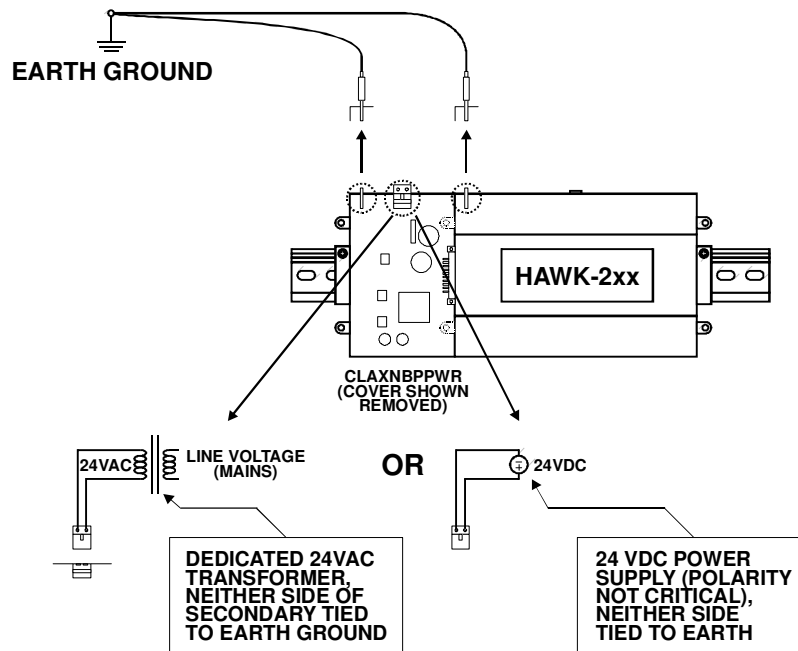 EARTH GROUND
HAWK-2xx
CLAXNBPPWR
(COVER SHOWN
REMOVED)
24VAC
LINE VOLTAGE
(MAINS)
OR
24VDC
DEDICATED 24VAC
TRANSFORMER,
NEITHER SIDE OF
SECONDARY TIED
TO EARTH GROUND
24 VDC POWER
SUPPLY (POLARITY
NOT CRITICAL),
NEITHER SIDE
TIED TO EARTH